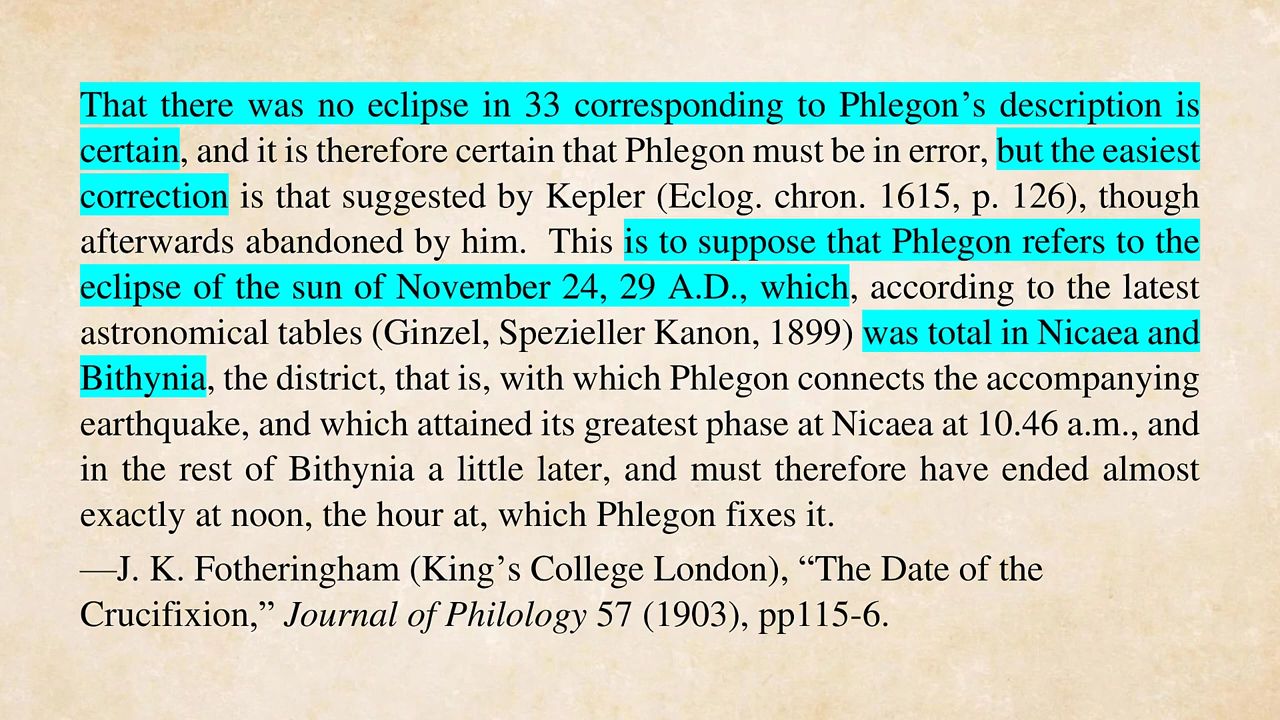 That there was no eclipse in 33 corresponding to Phlegon’s description is
certain, and it is therefore certain that Phlegon must be in error, but the easiest
correction is that suggested by Kepler (Eclog. chron. 1615, p. 126), though
afterwards abandoned by him.  This is to suppose that Phlegon refers to the
eclipse of the sun of November 24, 29 A.D., which, according to the latest
astronomical tables (Ginzel, Spezieller Kanon, 1899) was total in Nicaea and
Bithynia, the district, that is, with which Phlegon connects the accompanying
earthquake, and which attained its greatest phase at Nicaea at 10.46 a.m., and
in the rest of Bithynia a little later, and must therefore have ended almost
exactly at noon, the hour at, which Phlegon fixes it.
—J. K. Fotheringham (King’s College London), “The Date of the
Crucifixion,” Journal of Philology 57 (1903), pp115-6.